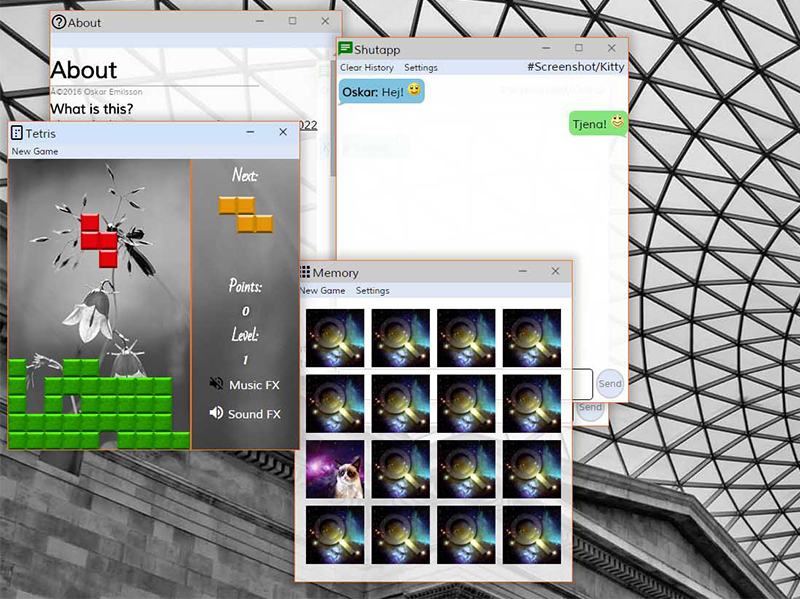 About
About
©2016 Oskar Emilsson
What is this?
022
Shutapp
Clear History Settings #Screenshot/Kitty
Oskar: Hej!
Tjena!
Send
Send
Tetris
New Game
Next:
Points:
0
Level:
1
Music FX
Sound FX
Memory
New Game Settings